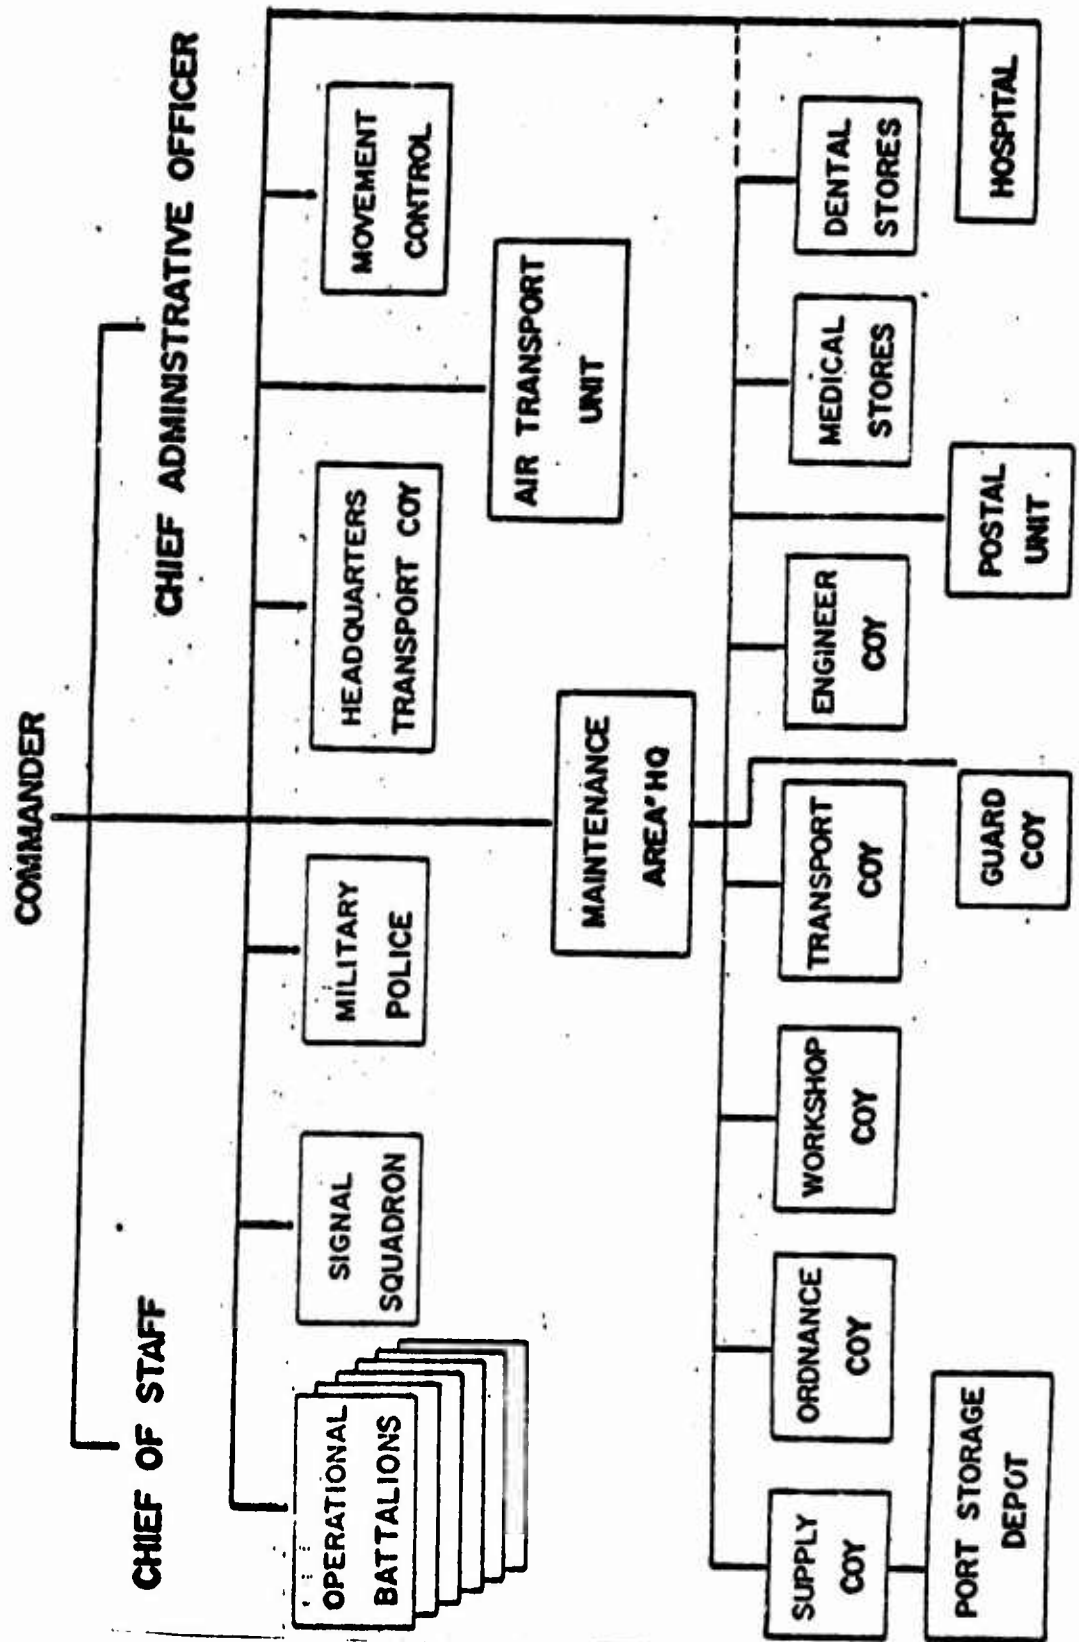 COMMANDER
CHIEF OF STAFF
CHIEF ADMINISTRATIVE OFFICER
OPERATIONAL
BATTALIONS
SIGNAL
SQUADRON
MILITARY
POLICE
HEADQUARTERS
TRANSPORT COY
MOVEMENT
CONTROL
AIR TRANSPORT
UNIT
MAINTENANCE
AREA HQ
SUPPLY
COY
ORDNANCE
COY
WORKSHOP
COY
TRANSPORT
COY
ENGINEER
COY
MEDICAL
STORES
DENTAL
STORES
PORT STORAGE
DEPOT
GUARD
COY
POSTAL
UNIT
HOSPITAL